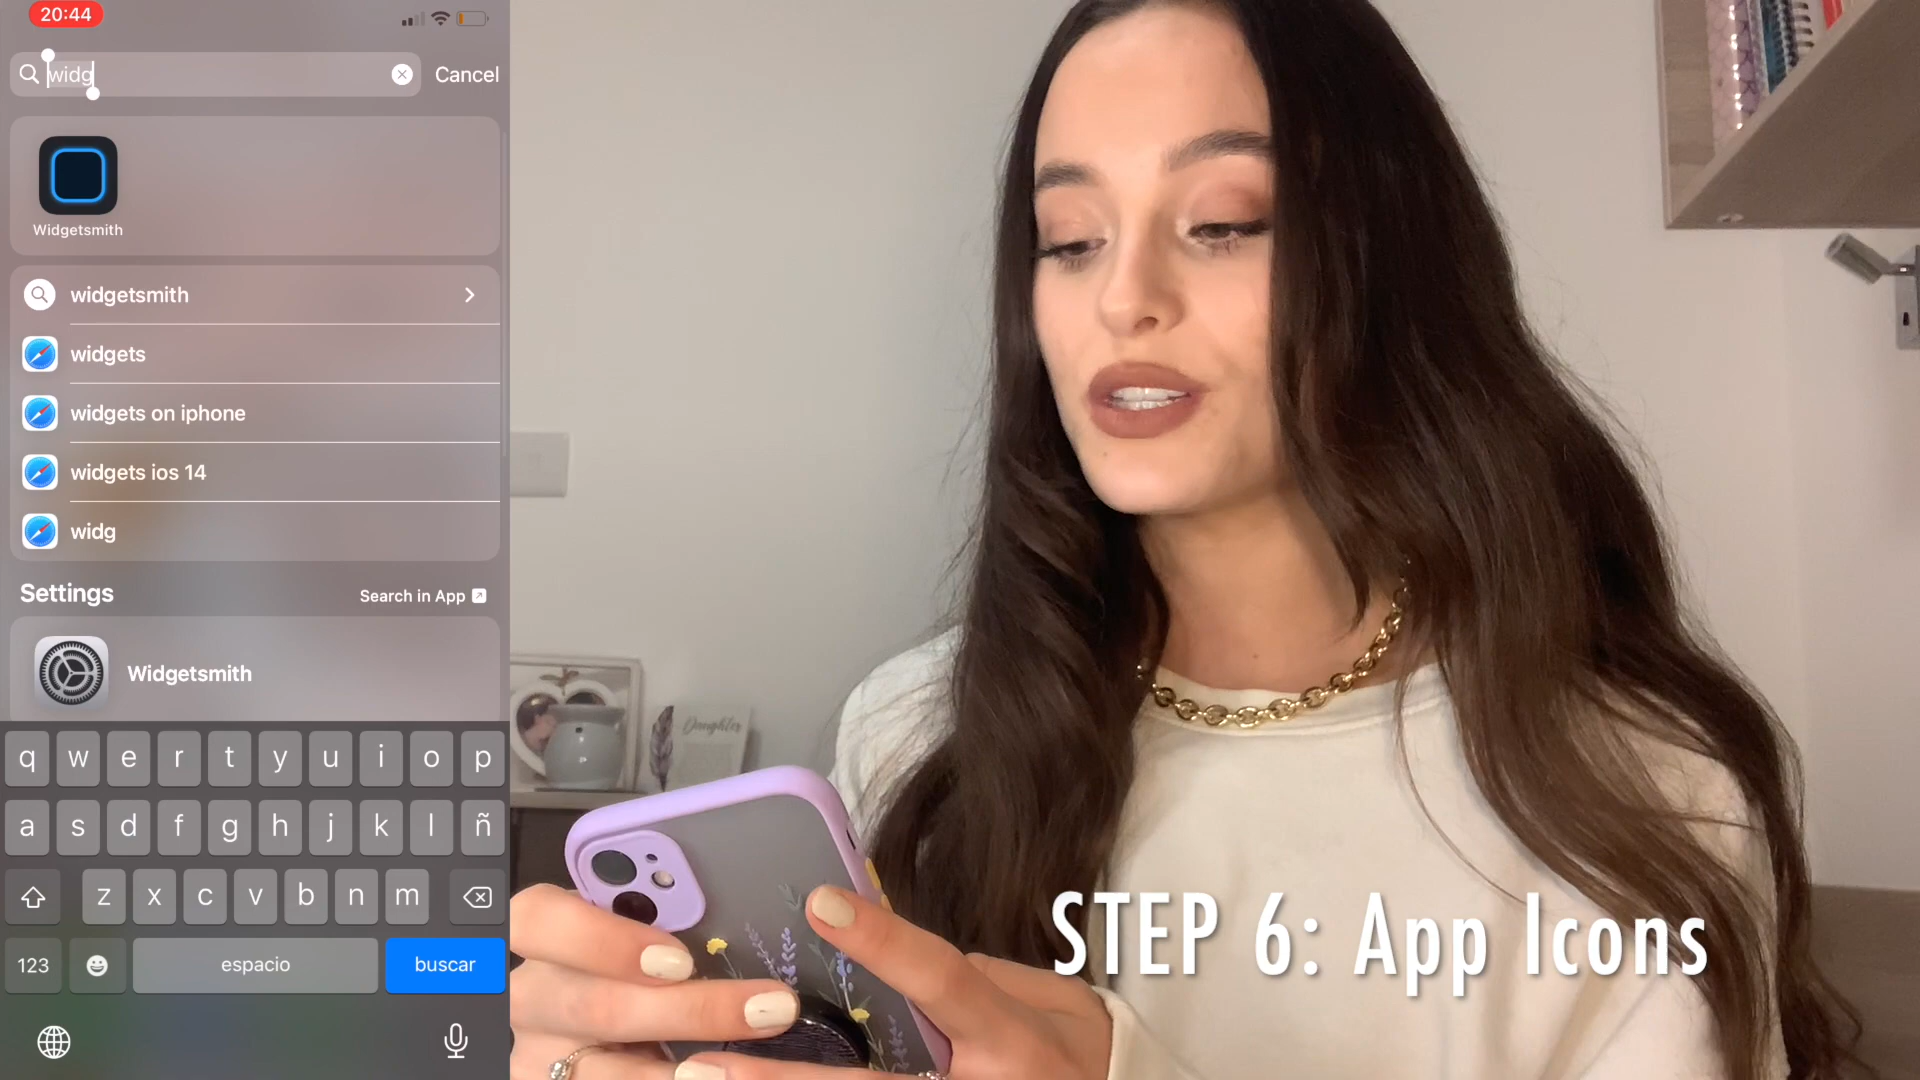 20:44
widg
Cancel
Widgetsmith
widgetsmith
widgets
widgets on iphone
widgets ios 14
widg
Settings
Search in App
Widgetsmith
q w e r t y u i o p
a s d f g h j k l ñ
z x c v b n m
123
espacio
buscar
Daughter
STEP 6: App Icons